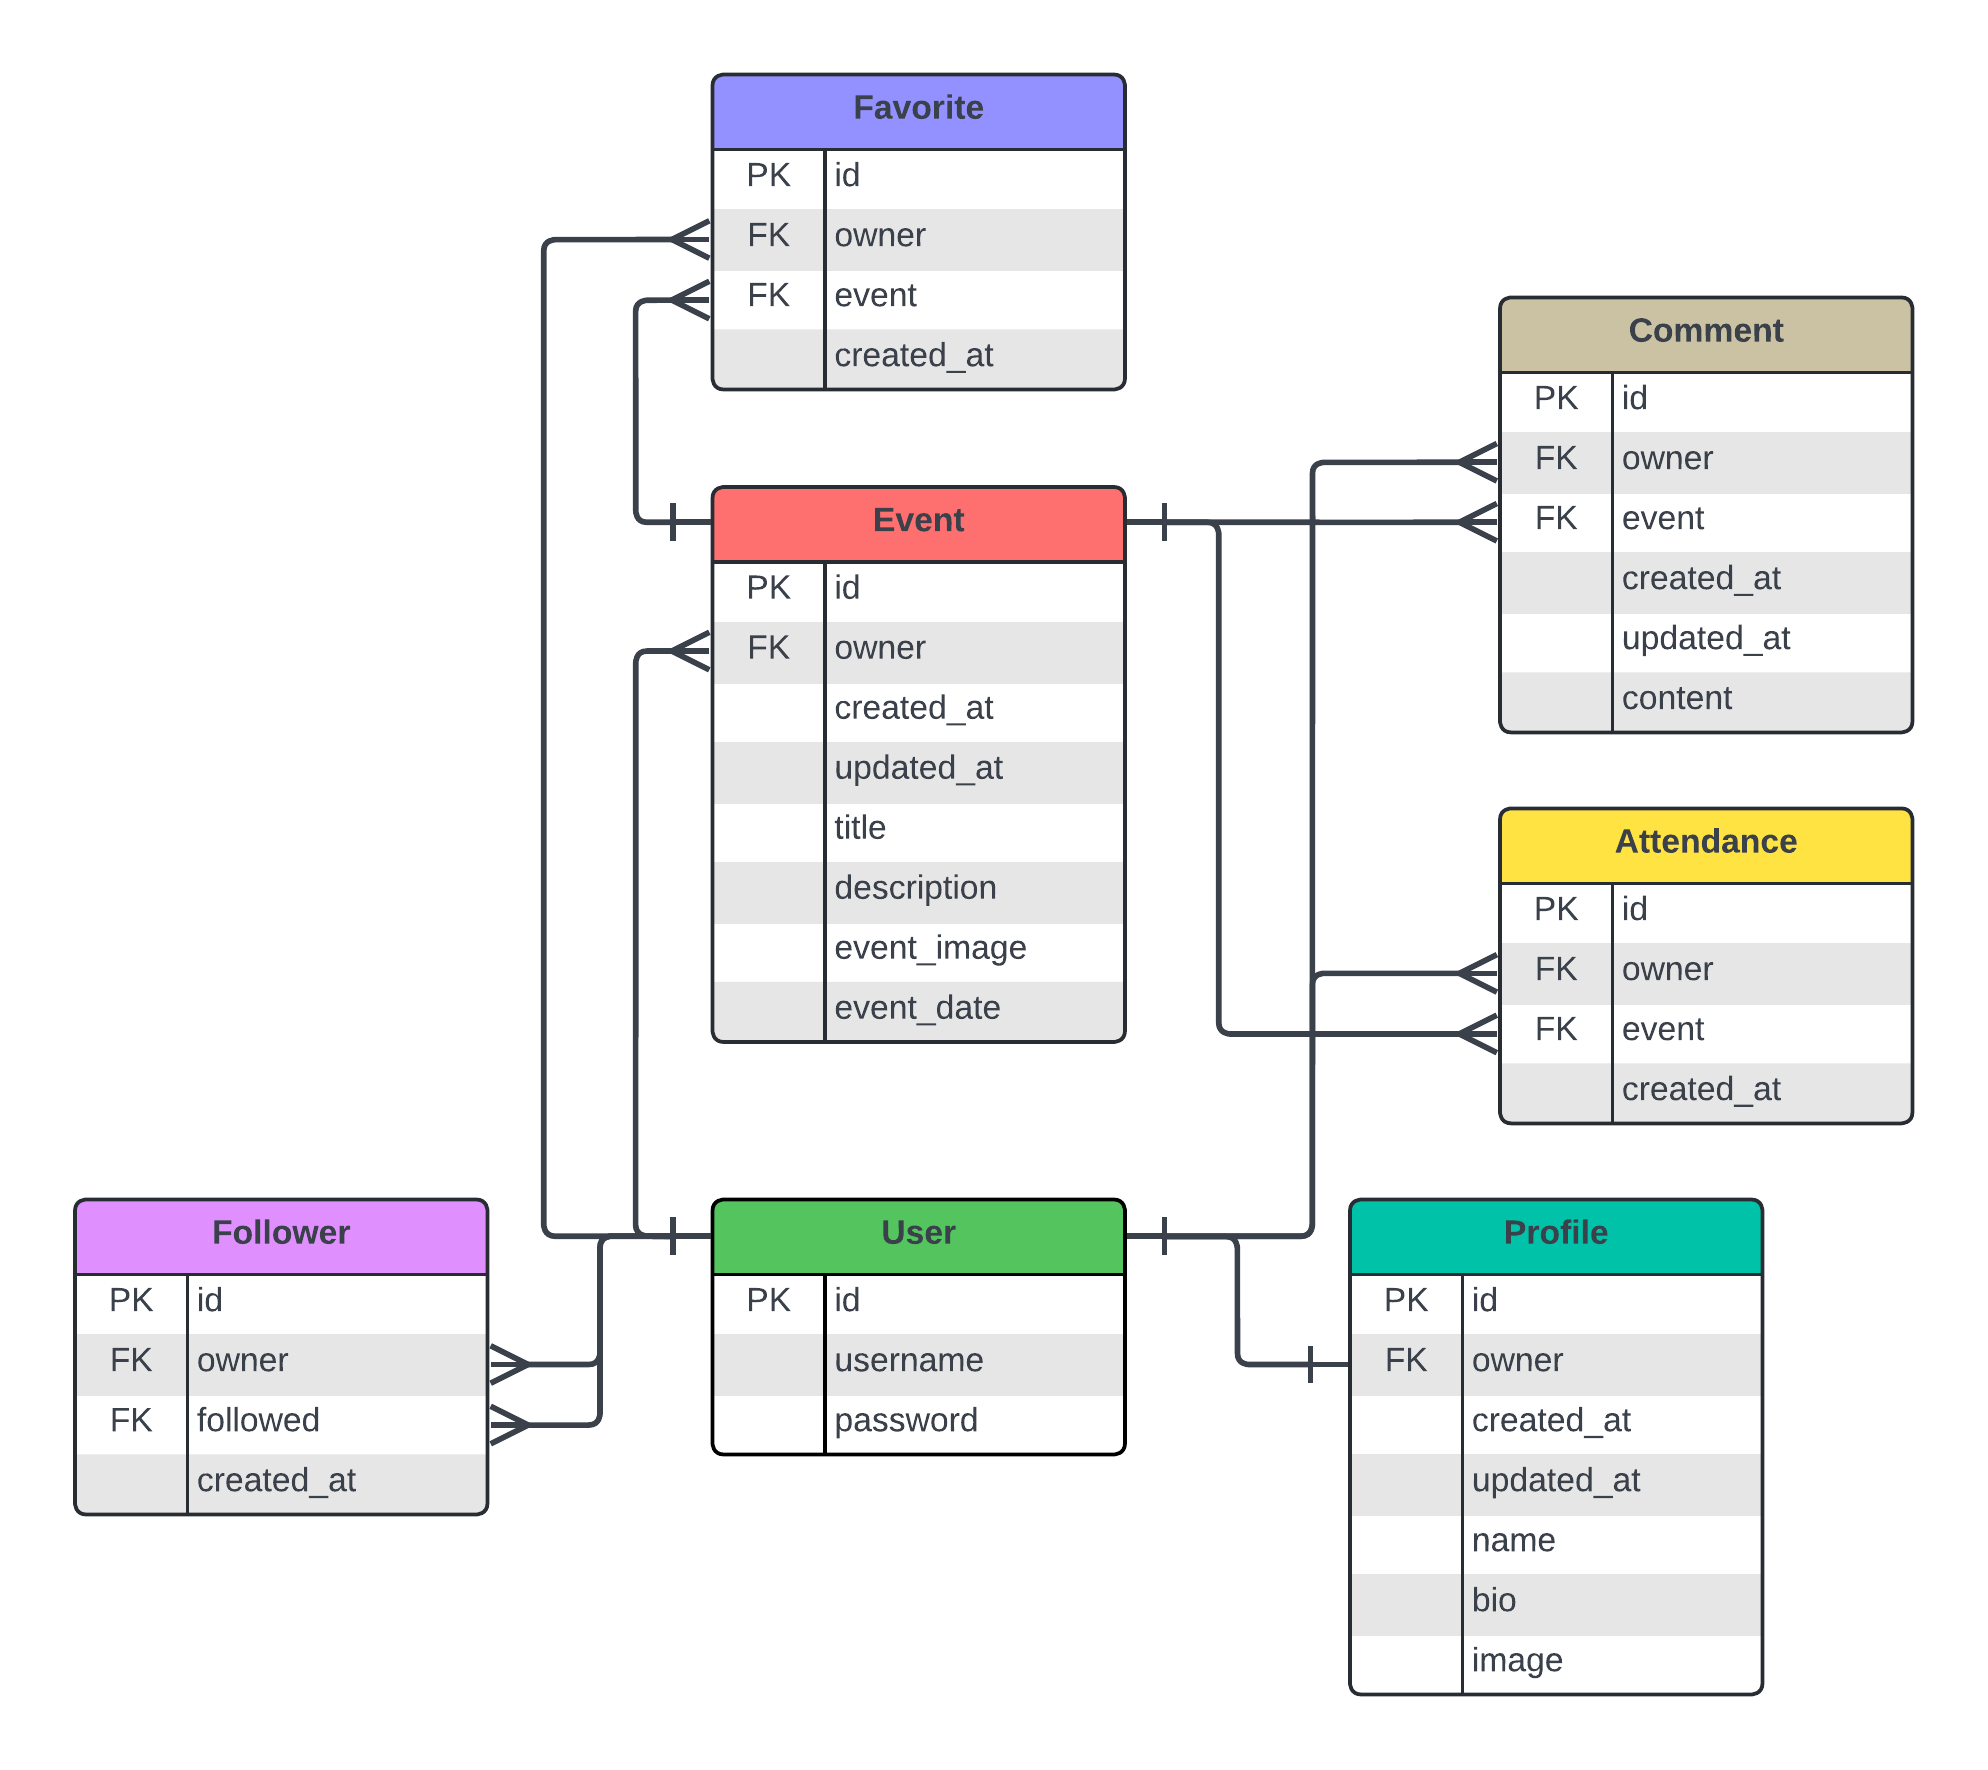 Favorite
PK id
FK owner
FK event
created_at
Comment
PK id
FK owner
FK event
created_at
updated_at
content
Event
PK id
FK owner
created_at
updated_at
title
description
event_image
event_date
Attendance
PK id
FK owner
FK event
created_at
Follower
PK id
FK owner
FK followed
created_at
User
PK id
username
password
Profile
PK id
FK owner
created_at
updated_at
name
bio
image